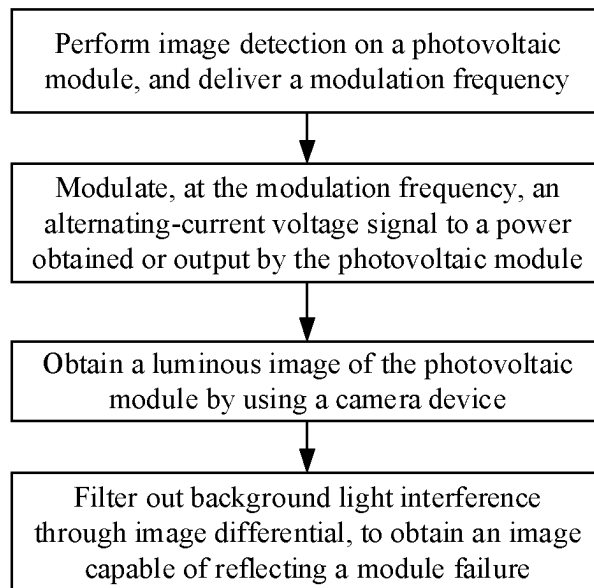 Perform image detection on a photovoltaic
module, and deliver a modulation frequency
Modulate, at the modulation frequency, an
alternating-current voltage signal to a power
obtained or output by the photovoltaic module
Obtain a luminous image of the photovoltaic
module by using a camera device
Filter out background light interference
through image differential, to obtain an image
capable of reflecting a module failure